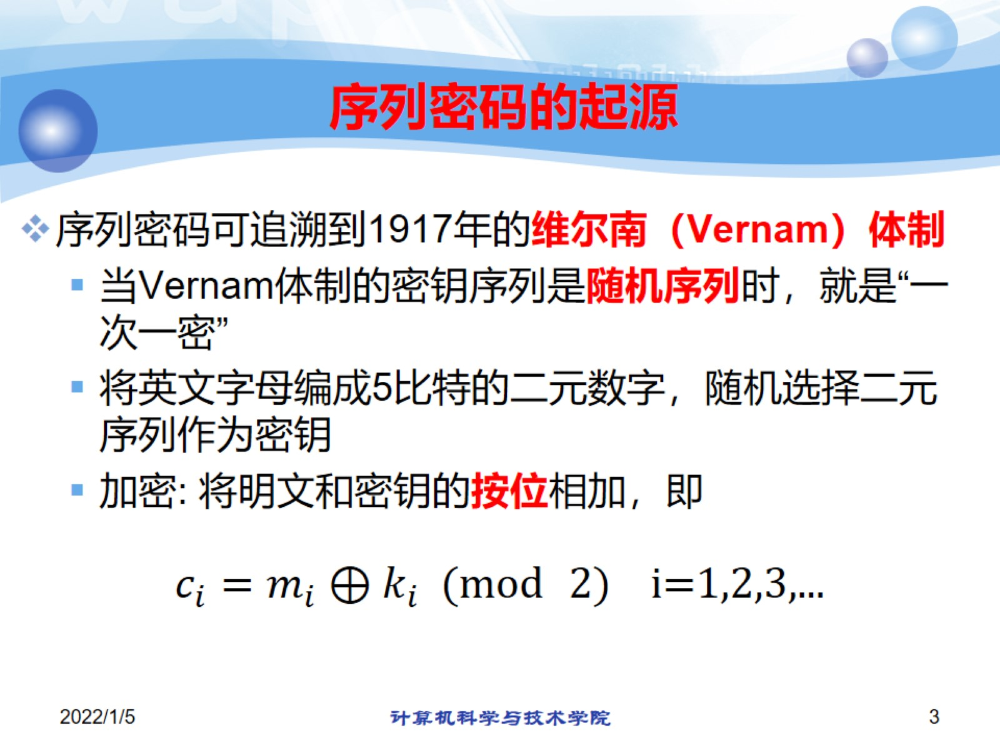 序列密码的起源
序列密码可追溯到1917年的维尔南（Vernam）体制
当Vernam体制的密钥序列是随机序列时，就是“一
次一密”
将英文字母编成5比特的二元数字，随机选择二元
序列作为密钥
加密: 将明文和密钥的按位相加，即
c_i = m_i ⊕ k_i (mod 2) i=1,2,3,...
2022/1/5 计算机科学与技术学院 3